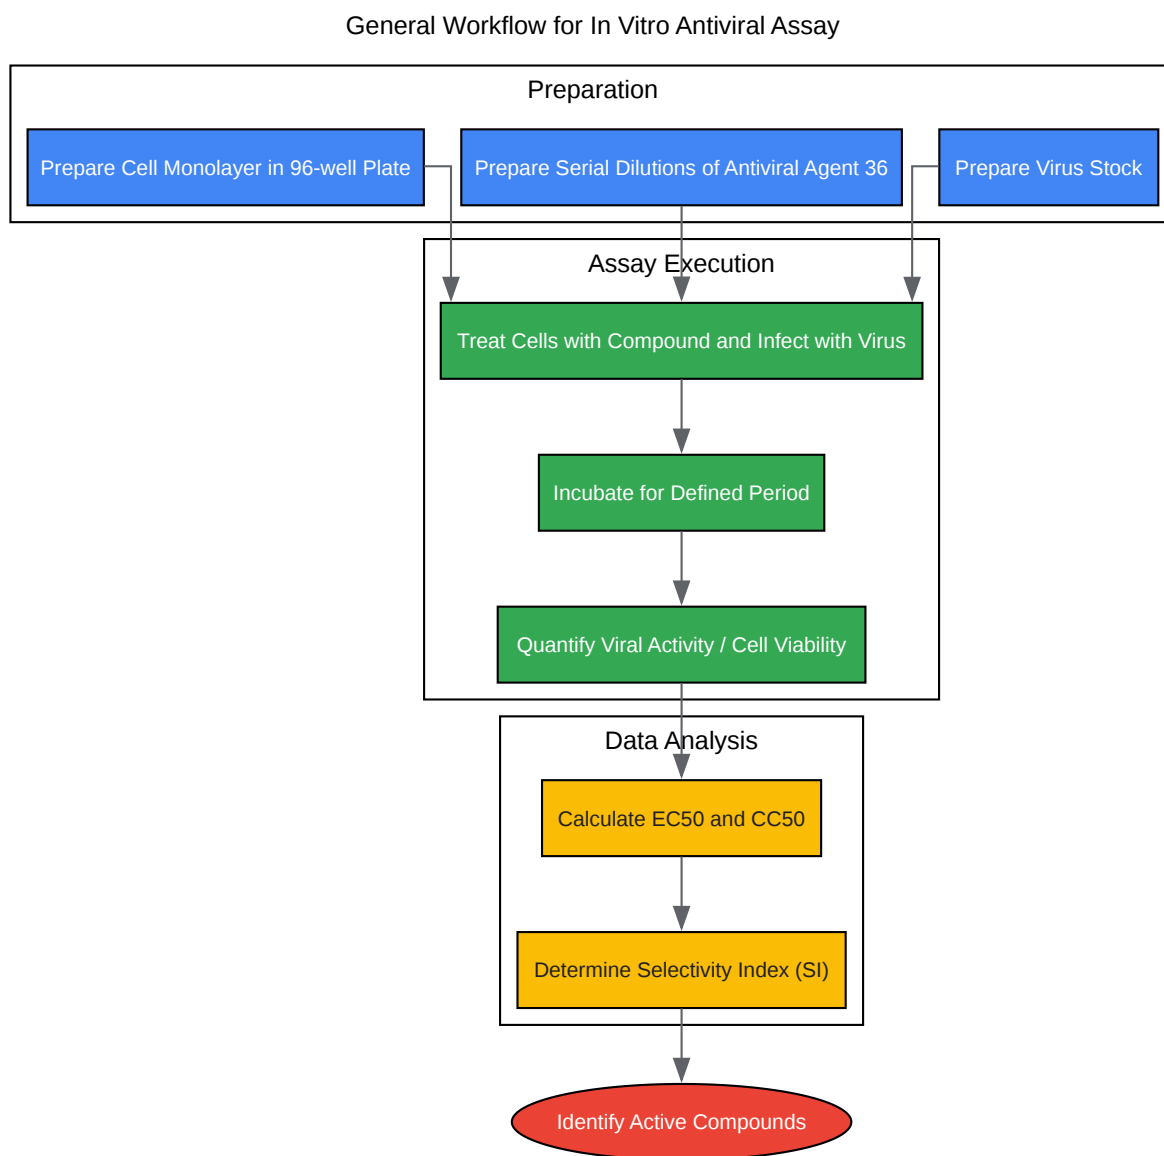 General Workflow for In Vitro Antiviral Assay
Preparation
Prepare Cell Monolayer in 96-well Plate
Prepare Serial Dilutions of Antiviral Agent 36
Prepare Virus Stock
Assay Execution
Treat Cells with Compound and Infect with Virus
Incubate for Defined Period
Quantify Viral Activity / Cell Viability
Data Analysis
Calculate EC50 and CC50
Determine Selectivity Index (SI)
Identify Active Compounds